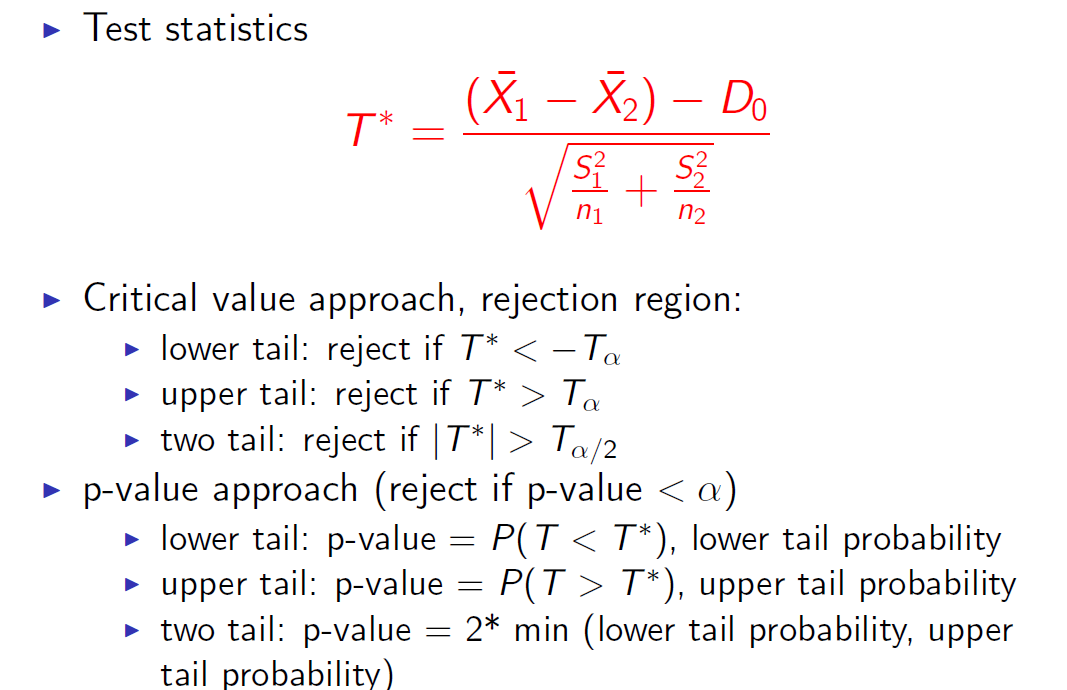 ► Test statistics
T* = ((X̄₁ − X̄₂) − D₀) / √(S₁²/n₁ + S₂²/n₂)
► Critical value approach, rejection region:
► lower tail: reject if T* < −Tα
► upper tail: reject if T* > Tα
► two tail: reject if |T*| > Tα/2
► p-value approach (reject if p-value < α)
► lower tail: p-value = P(T < T*), lower tail probability
► upper tail: p-value = P(T > T*), upper tail probability
► two tail: p-value = 2* min (lower tail probability, upper
tail probability)